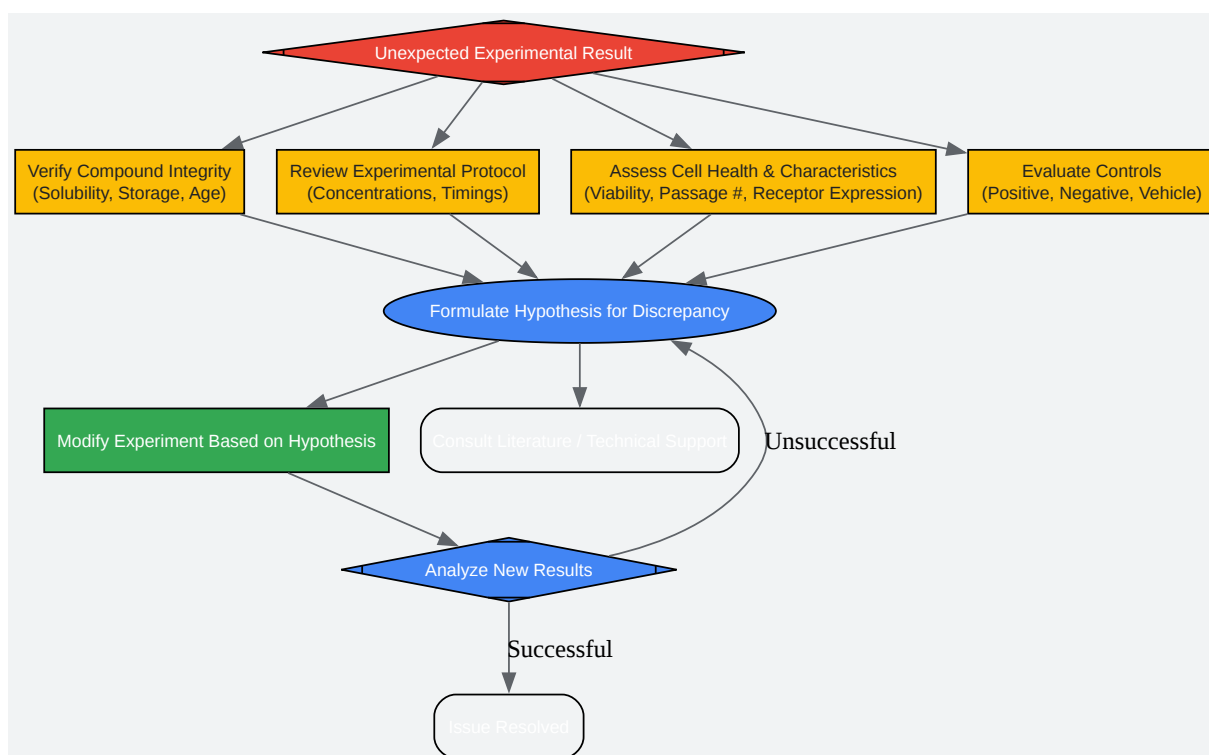 Unexpected Experimental Result
Verify Compound Integrity
(Solubility, Storage, Age)
Review Experimental Protocol
(Concentrations, Timings)
Assess Cell Health & Characteristics
(Viability, Passage #, Receptor Expression)
Evaluate Controls
(Positive, Negative, Vehicle)
Formulate Hypothesis for Discrepancy
Modify Experiment Based on Hypothesis
Consult Literature / Technical Support
Unsuccessful
Analyze New Results
Successful
Issue Resolved